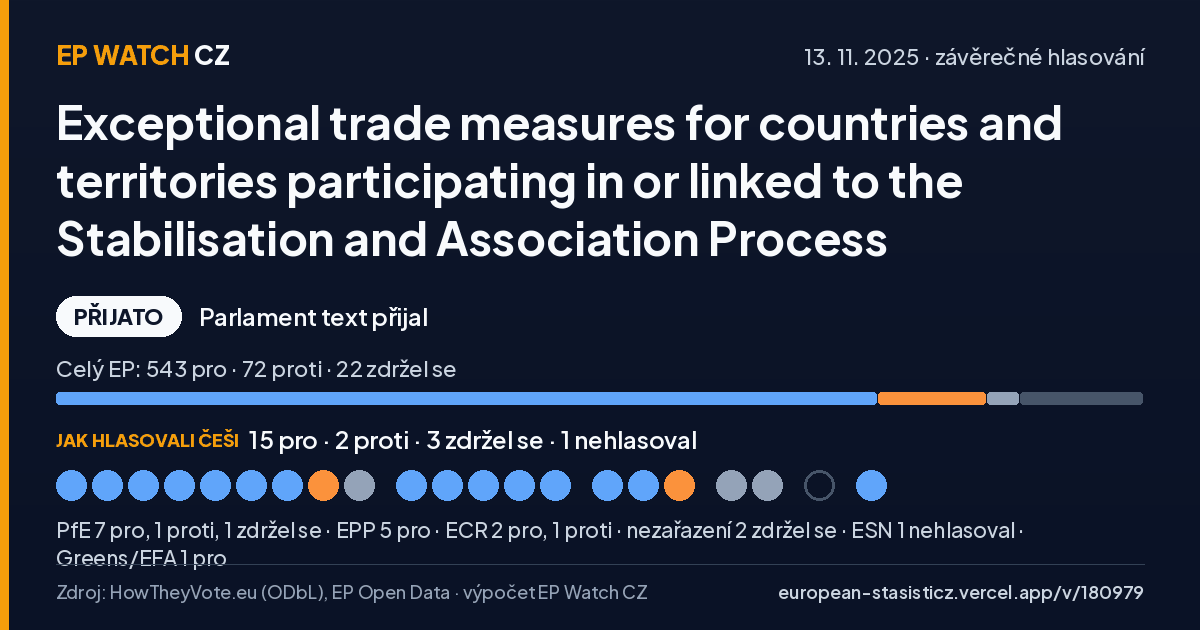 EP WATCH CZ
13. 11. 2025 · závěrečné hlasování
Exceptional trade measures for countries and
territories participating in or linked to the
Stabilisation and Association Process
PŘIJATO
Parlament text přijal
Celý EP: 543 pro · 72 proti · 22 zdržel se
JAK HLASOVALI ČEŠI 15 pro · 2 proti · 3 zdržel se · 1 nehlasoval
PfE 7 pro, 1 proti, 1 zdržel se · EPP 5 pro · ECR 2 pro, 1 proti · nezařazení 2 zdržel se · ESN 1 nehlasoval ·
Greens/EFA 1 pro
Zdroj: HowTheyVote.eu (ODbL), EP Open Data · výpočet EP Watch CZ
european-stasisticz.vercel.app/v/180979